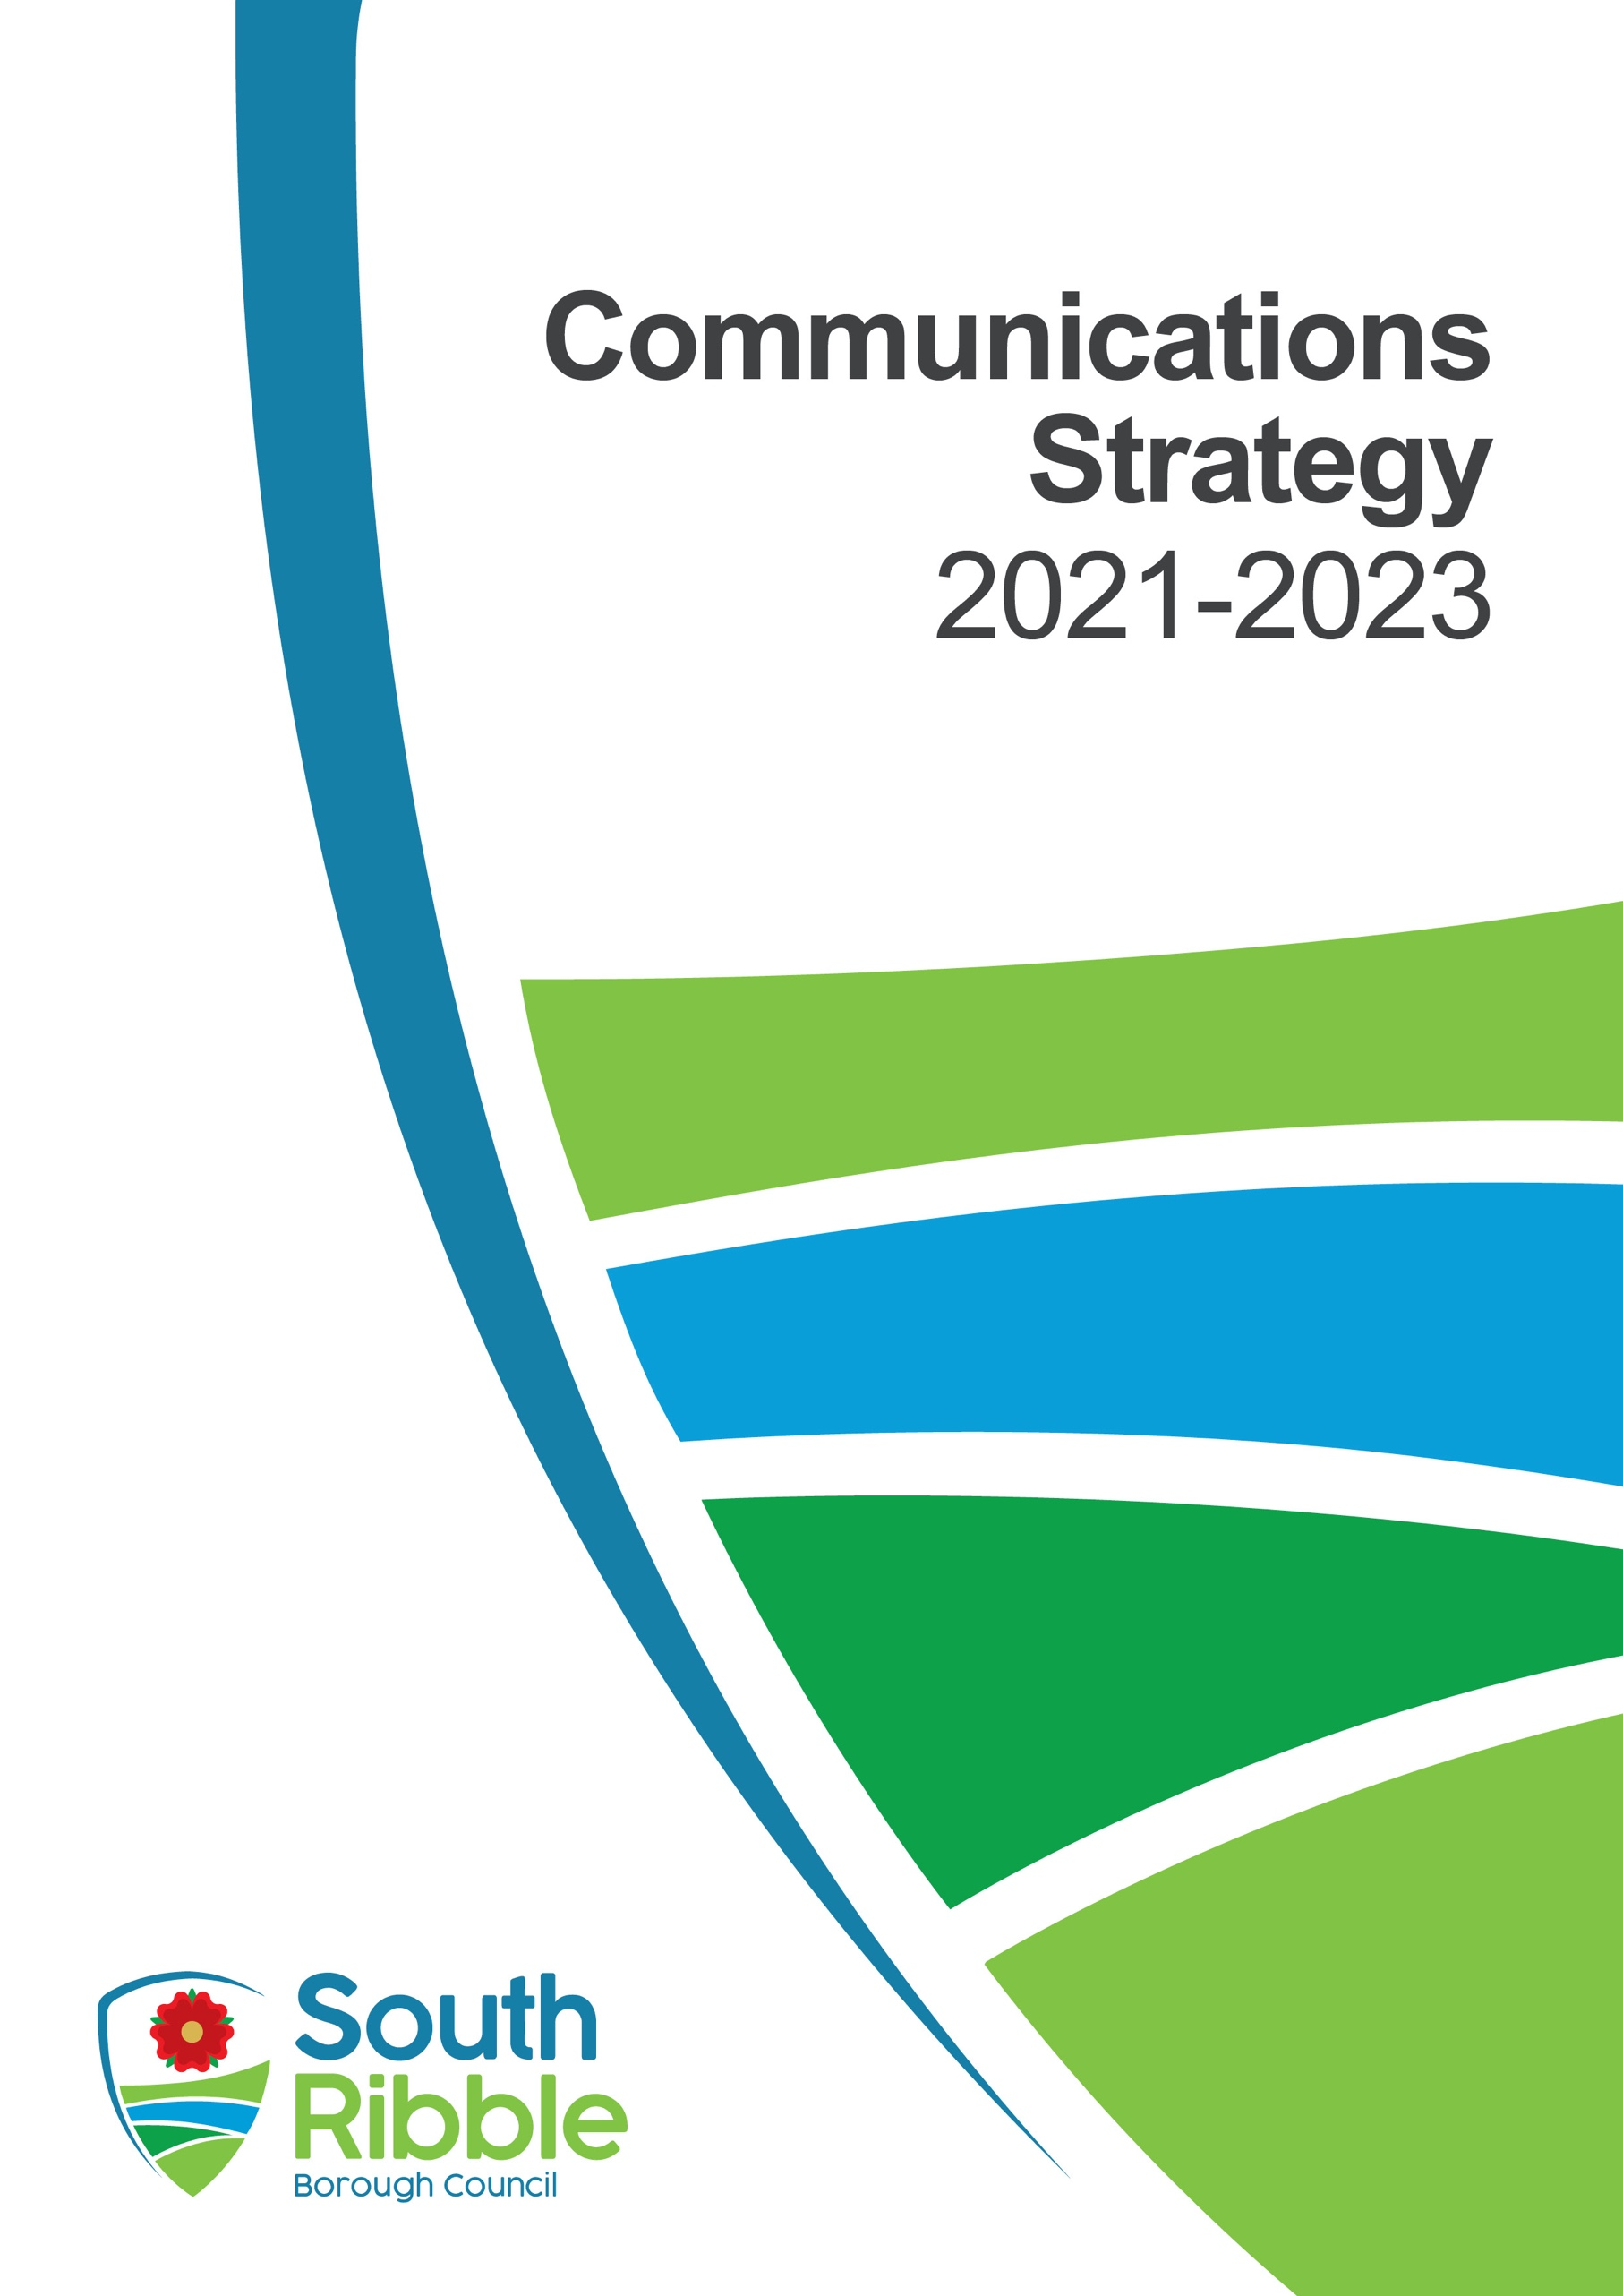 Communications
Strategy
2021-2023
South
Ribble
Borough Council